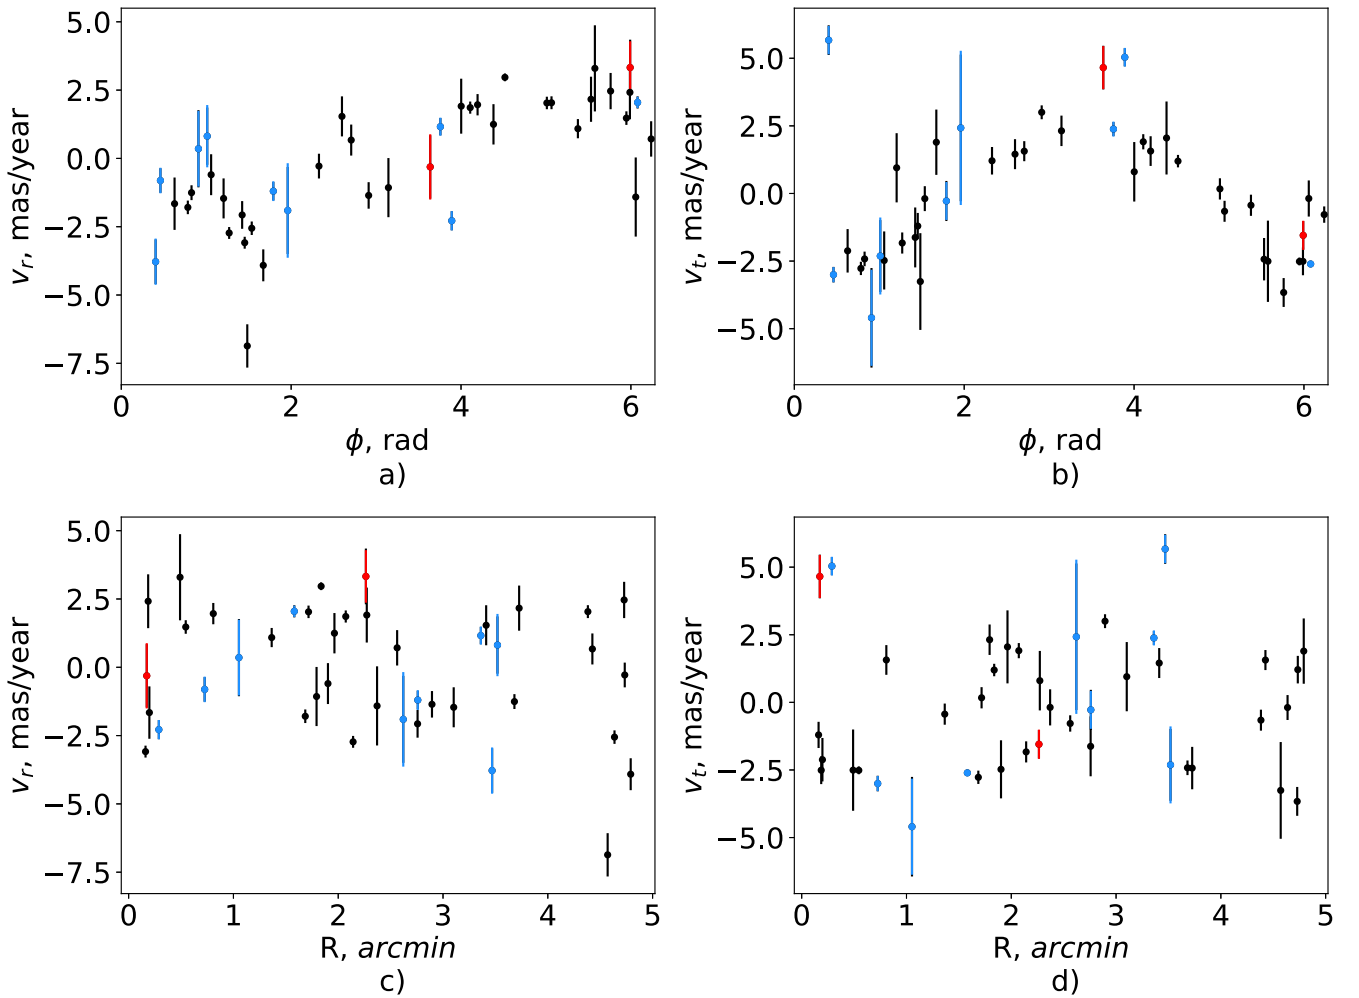 5.0
2.5
0.0
−2.5
−5.0
−7.5
v_r, mas/year
0 2 4 6
ϕ, rad
a)
5.0
2.5
0.0
−2.5
−5.0
v_t, mas/year
0 2 4 6
ϕ, rad
b)
5.0
2.5
0.0
−2.5
−5.0
−7.5
v_r, mas/year
0 1 2 3 4 5
R, arcmin
c)
5.0
2.5
0.0
−2.5
−5.0
v_t, mas/year
0 1 2 3 4 5
R, arcmin
d)